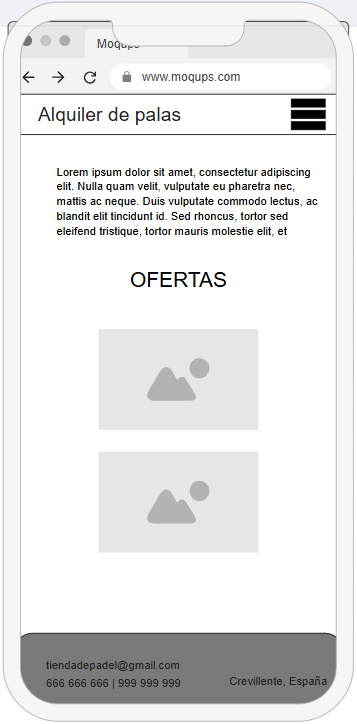 Moqups
www.moqups.com
Alquiler de palas
Lorem ipsum dolor sit amet, consectetur adipiscing
elit. Nulla quam velit, vulputate eu pharetra nec,
mattis ac neque. Duis vulputate commodo lectus, ac
blandit elit tincidunt id. Sed rhoncus, tortor sed
eleifend tristique, tortor mauris molestie elit, et
OFERTAS
tiendadepadel@gmail.com
666 666 666 | 999 999 999
Crevillente, España